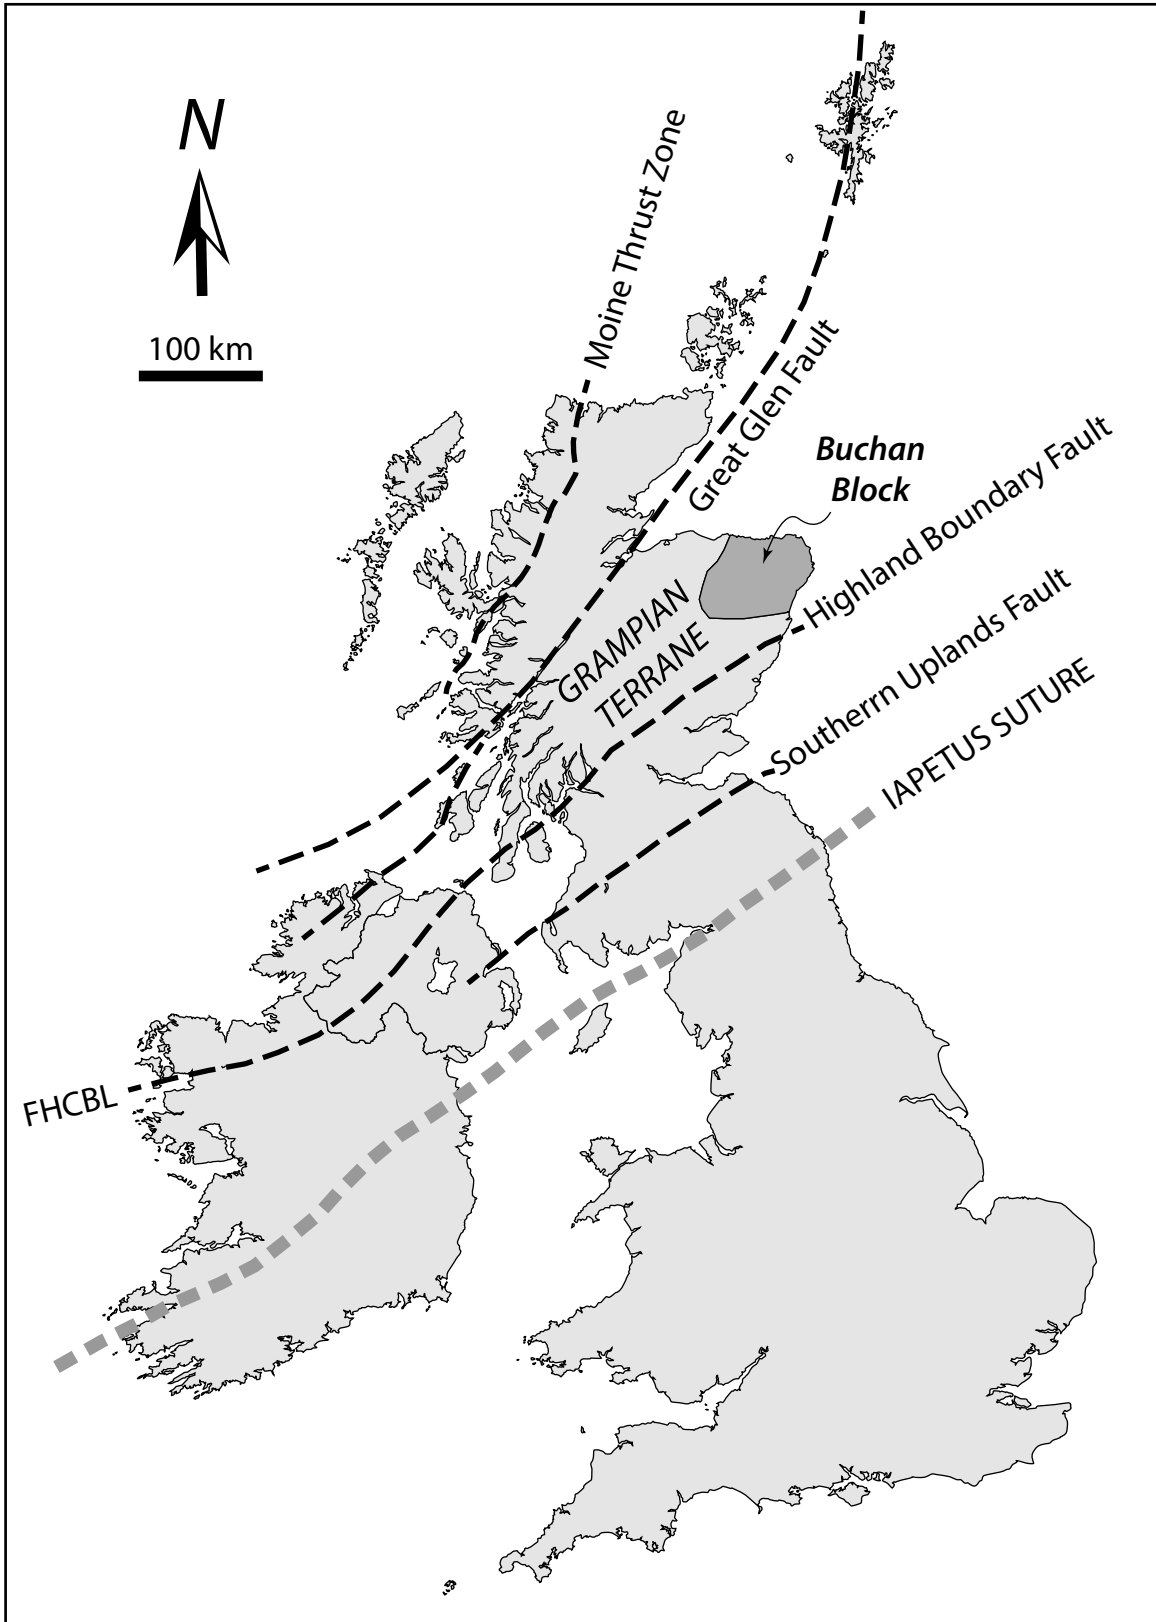 N
100 km
Moine Thrust Zone
Great Glen Fault
Buchan
Block
Highland Boundary Fault
GRAMPIAN
TERRANE
Southerrn Uplands Fault
IAPETUS SUTURE
FHCBL